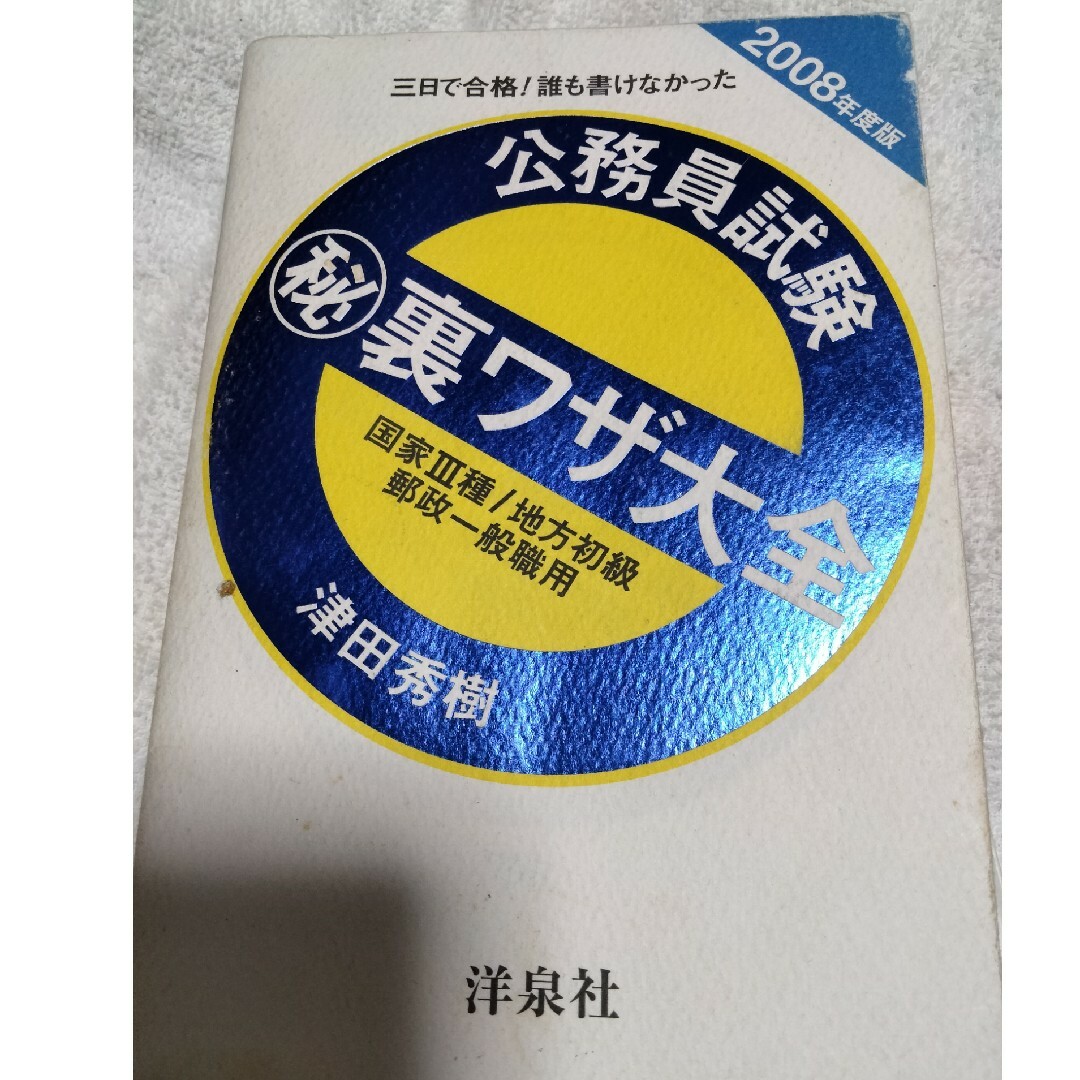 2008年度版
三日で合格!誰も書けなかった
公務員試験
㊙裏ワザ大全
国家Ⅲ種/地方初級
郵政一般職用
津田秀樹
洋泉社